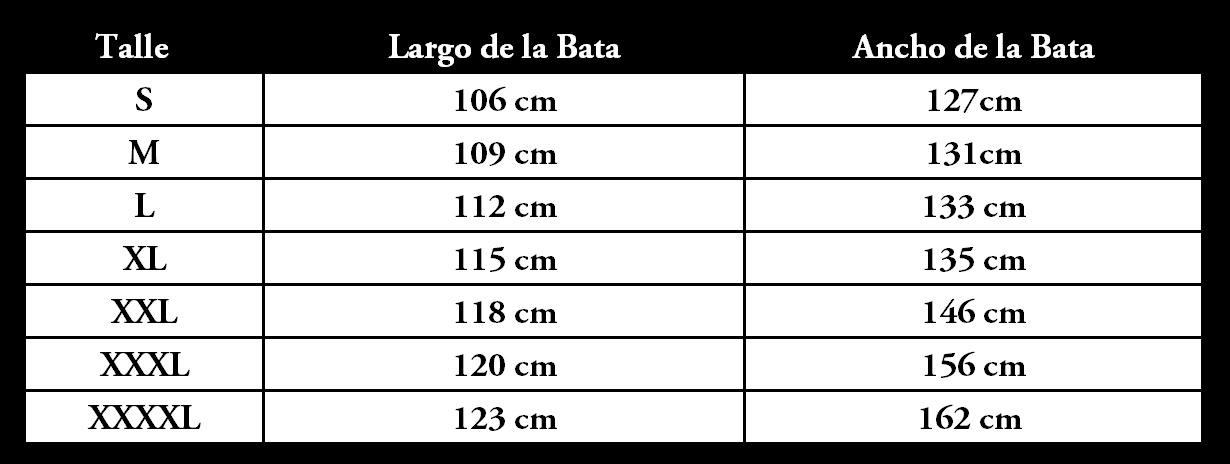 Talle Largo de la Bata Ancho de la Bata
S 106 cm 127cm
M 109 cm 131cm
L 112 cm 133 cm
XL 115 cm 135 cm
XXL 118 cm 146 cm
XXXL 120 cm 156 cm
XXXXL 123 cm 162 cm